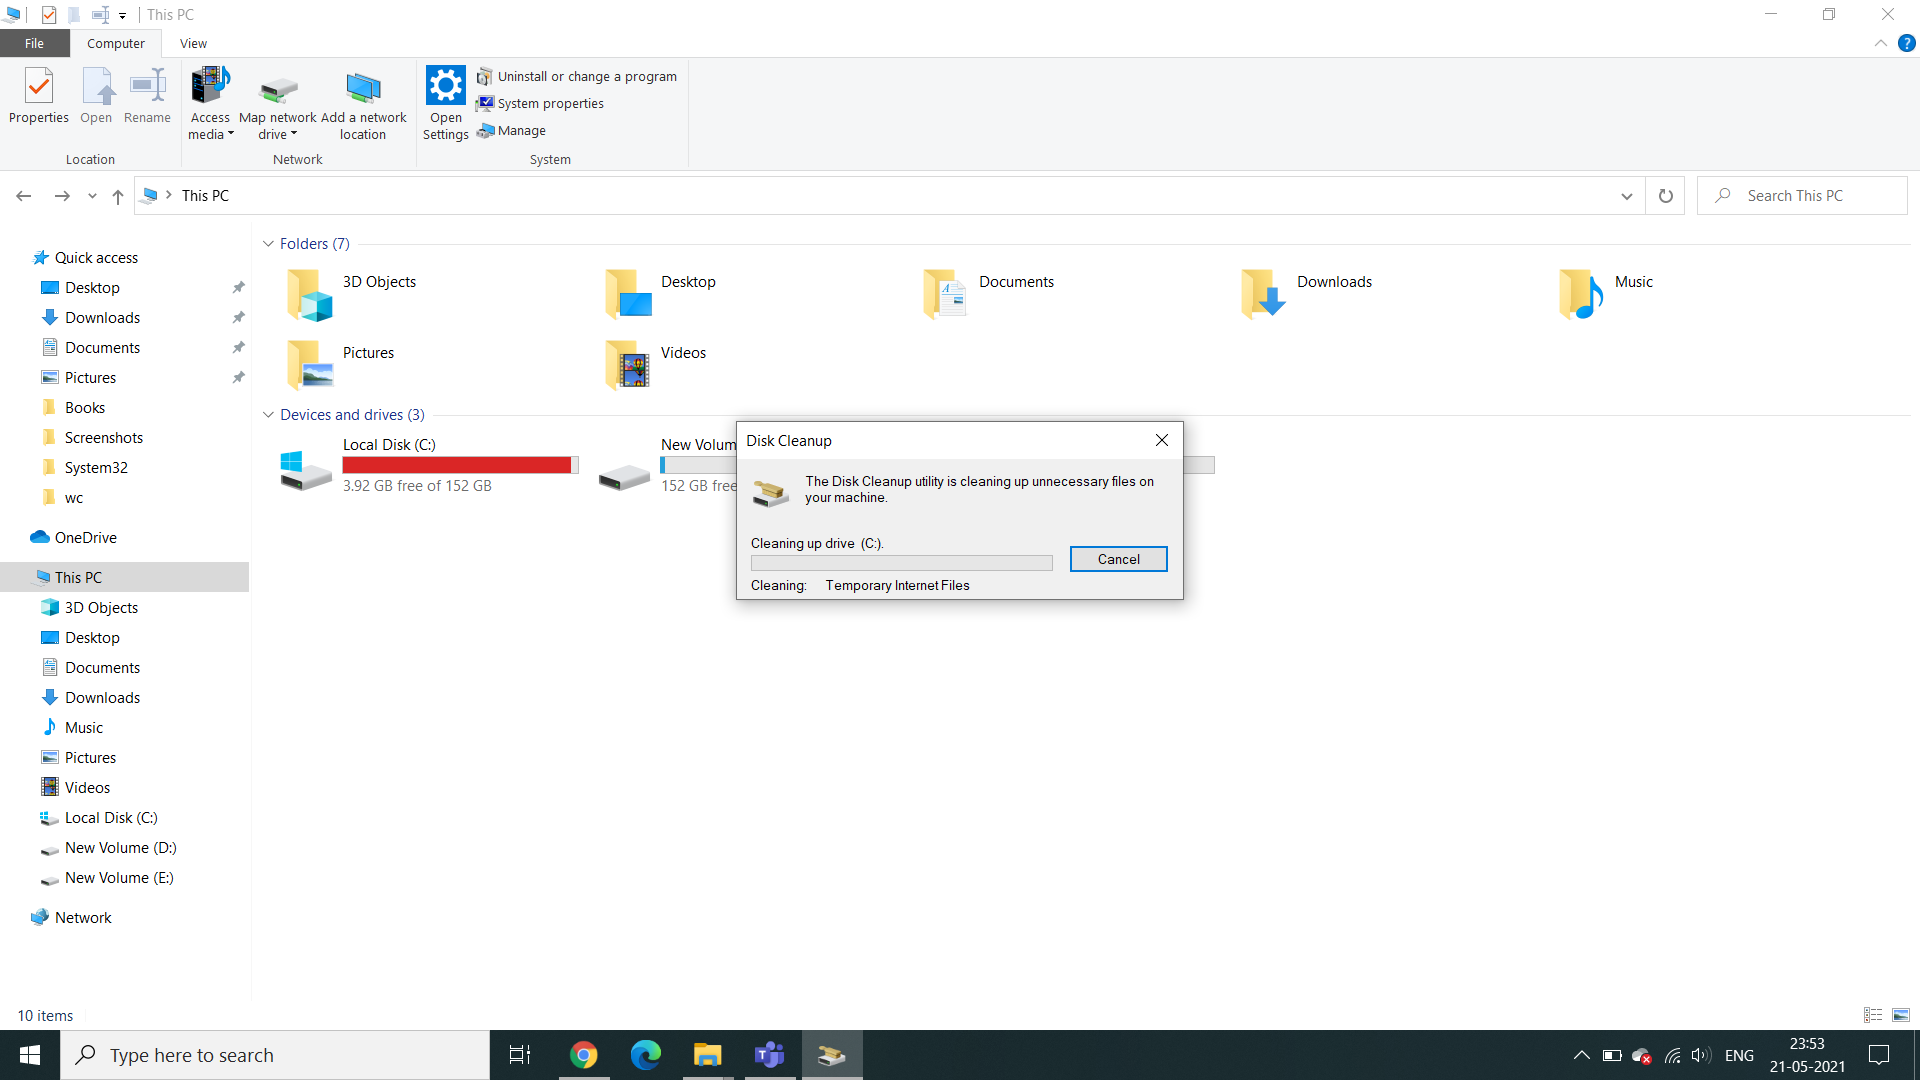 This PC
File
Computer
View
Properties
Open
Rename
Access media
Map network drive
Add a network location
Open Settings
Uninstall or change a program
System properties
Manage
Location
Network
System
This PC
Search This PC
Quick access
Desktop
Downloads
Documents
Pictures
Books
Screenshots
System32
wc
OneDrive
This PC
3D Objects
Desktop
Documents
Downloads
Music
Pictures
Videos
Local Disk (C:)
New Volume (D:)
New Volume (E:)
Network
Folders (7)
3D Objects
Desktop
Documents
Downloads
Music
Pictures
Videos
Devices and drives (3)
Local Disk (C:)
3.92 GB free of 152 GB
New Volum
152 GB free
Disk Cleanup
The Disk Cleanup utility is cleaning up unnecessary files on
your machine.
Cleaning up drive (C:).
Cancel
Cleaning: Temporary Internet Files
10 items
Type here to search
ENG
23:53
21-05-2021